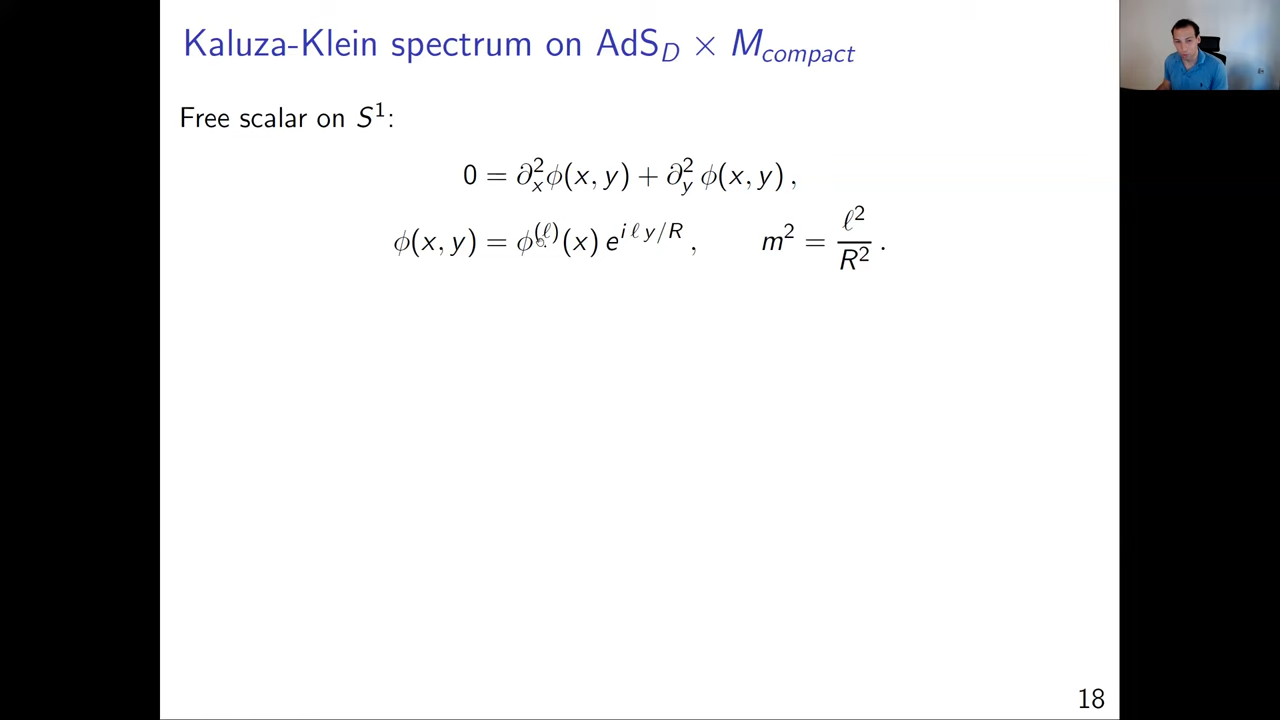 Kaluza-Klein spectrum on AdS_D × M_compact
Free scalar on S^1:
0 = ∂_x^2 ϕ(x, y) + ∂_y^2 ϕ(x, y) ,
ϕ(x, y) = ϕ^(ℓ)(x) e^{i ℓ y/R} , m^2 = ℓ^2/R^2 .
18